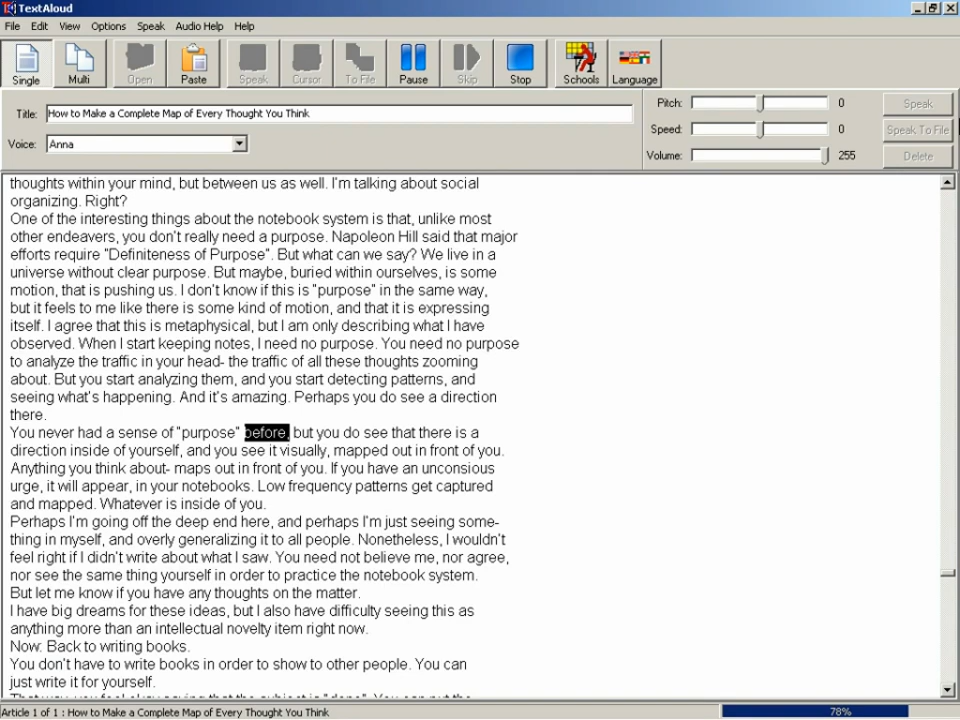 TextAloud
File Edit View Options Speak Audio Help Help
Single Multi Open Paste Speak Cursor To File Pause Skip Stop Schools Language
Title: How to Make a Complete Map of Every Thought You Think
Voice: Anna
Pitch: 0 Speak
Speed: 0 Speak To File
Volume: 255 Delete
thoughts within your mind, but between us as well. I'm talking about social
organizing. Right?
One of the interesting things about the notebook system is that, unlike most
other endeavers, you don't really need a purpose. Napoleon Hill said that major
efforts require "Definiteness of Purpose". But what can we say? We live in a
universe without clear purpose. But maybe, buried within ourselves, is some
motion, that is pushing us. I don't know if this is "purpose" in the same way,
but it feels to me like there is some kind of motion, and that it is expressing
itself. I agree that this is metaphysical, but I am only describing what I have
observed. When I start keeping notes, I need no purpose. You need no purpose
to analyze the traffic in your head- the traffic of all these thoughts zooming
about. But you start analyzing them, and you start detecting patterns, and
seeing what's happening. And it's amazing. Perhaps you do see a direction
there.
You never had a sense of "purpose" before, but you do see that there is a
direction inside of yourself, and you see it visually, mapped out in front of you.
Anything you think about- maps out in front of you. If you have an unconsious
urge, it will appear, in your notebooks. Low frequency patterns get captured
and mapped. Whatever is inside of you.
Perhaps I'm going off the deep end here, and perhaps I'm just seeing some-
thing in myself, and overly generalizing it to all people. Nonetheless, I wouldn't
feel right if I didn't write about what I saw. You need not believe me, nor agree,
nor see the same thing yourself in order to practice the notebook system.
But let me know if you have any thoughts on the matter.
I have big dreams for these ideas, but I also have difficulty seeing this as
anything more than an intellectual novelty item right now.
Now: Back to writing books.
You don't have to write books in order to show to other people. You can
just write it for yourself.
That way, you feel okay saying that the subject is "done". You can put the
Article 1 of 1 : How to Make a Complete Map of Every Thought You Think 78%